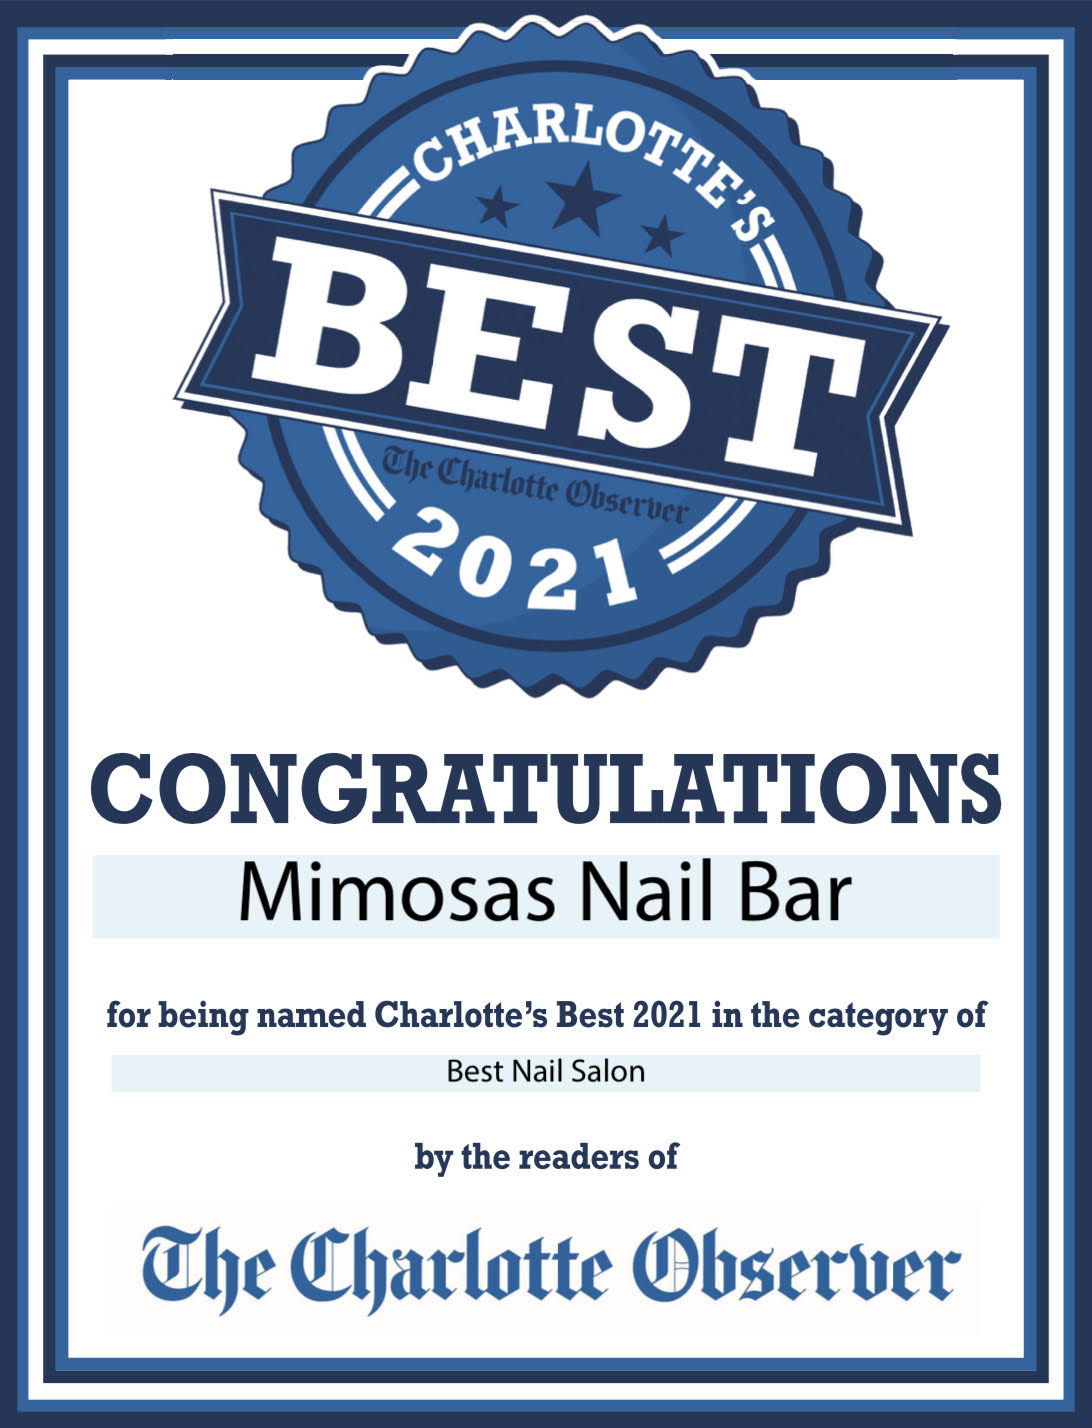 CHARLOTTE'S
BEST
The Charlotte Observer
2021
CONGRATULATIONS
Mimosas Nail Bar
for being named Charlotte's Best 2021 in the category of
Best Nail Salon
by the readers of
The Charlotte Observer